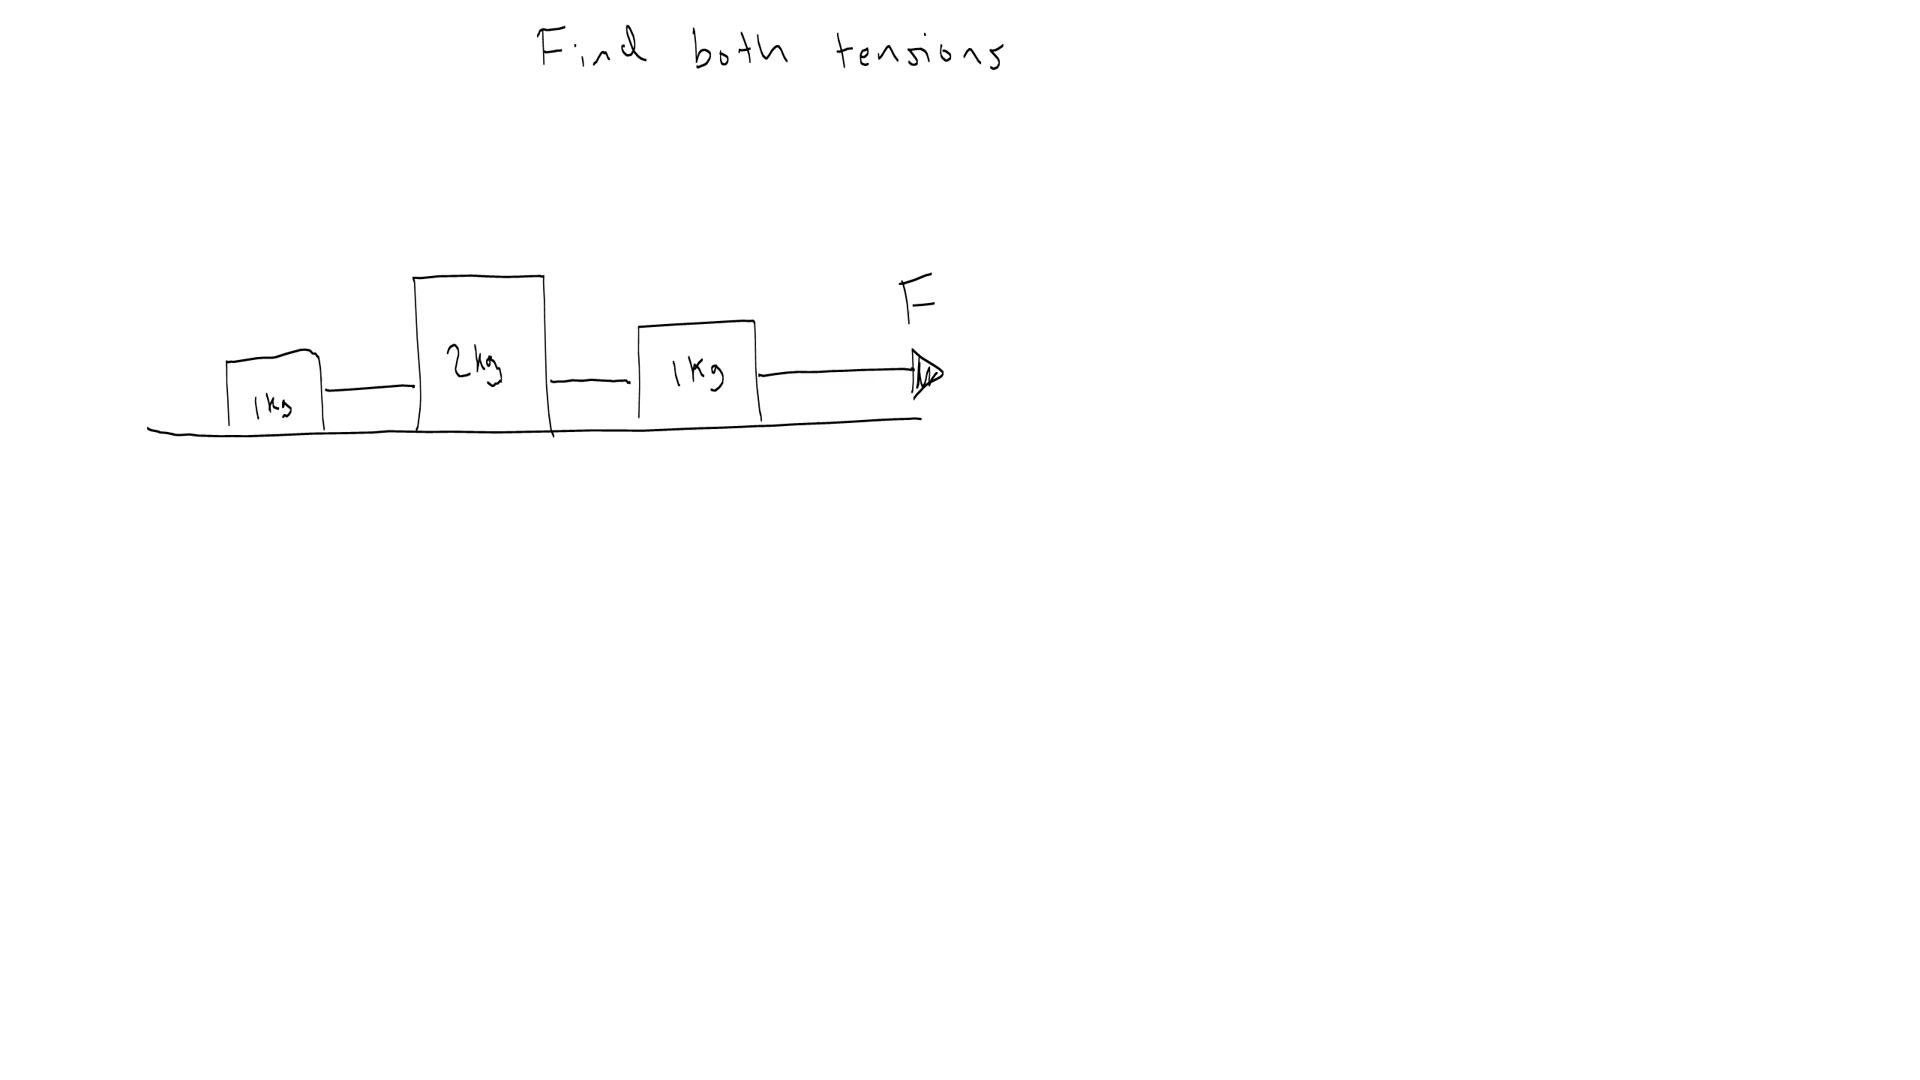 Find both tensions
F
1kg
2kg
1kg